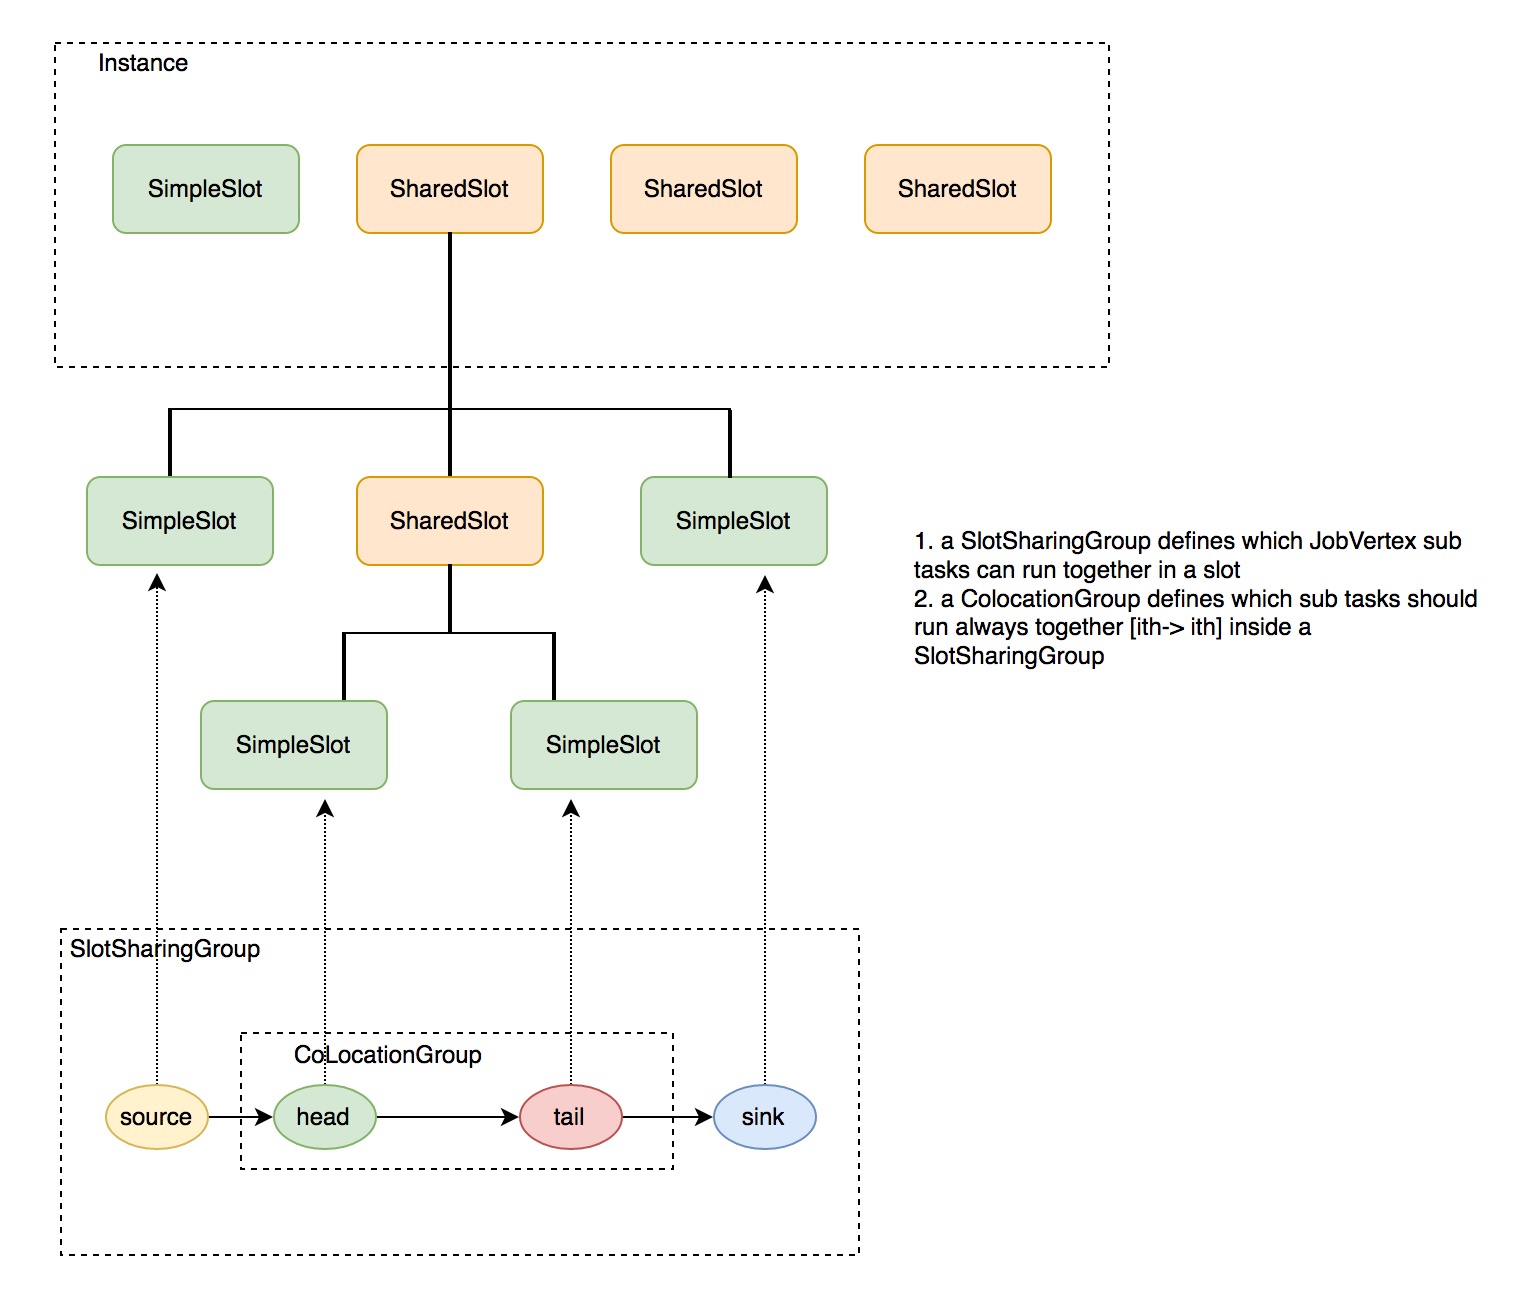 Instance
SimpleSlot
SharedSlot
SharedSlot
SharedSlot
SimpleSlot
SharedSlot
SimpleSlot
1. a SlotSharingGroup defines which JobVertex sub
tasks can run together in a slot
2. a ColocationGroup defines which sub tasks should
run always together [ith-> ith] inside a
SlotSharingGroup
SimpleSlot
SimpleSlot
SlotSharingGroup
CoLocationGroup
source
head
tail
sink